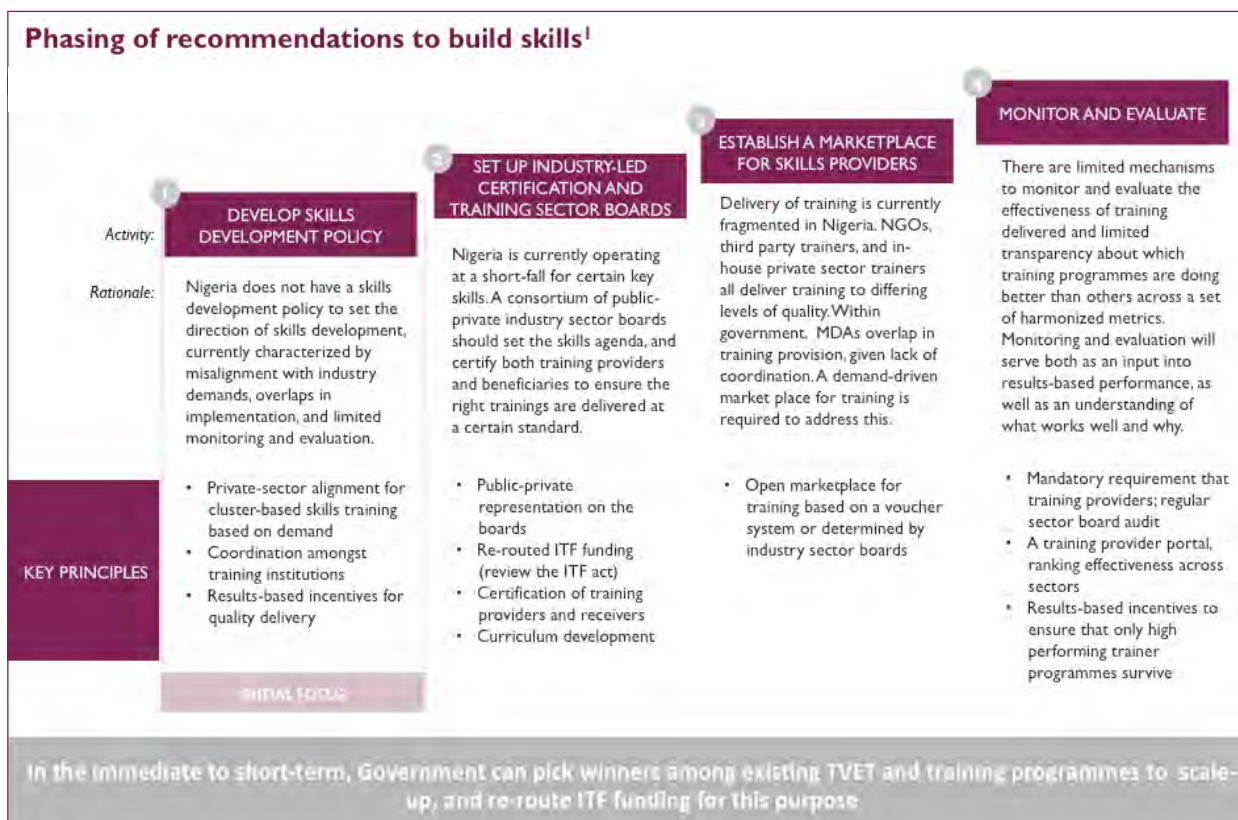 Phasing of recommendations to build skills¹
Activity:
Rationale:
KEY PRINCIPLES
1
DEVELOP SKILLS
DEVELOPMENT POLICY
Nigeria does not have a skills
development policy to set the
direction of skills development,
currently characterized by
misalignment with industry
demands, overlaps in
implementation, and limited
monitoring and evaluation.
• Private-sector alignment for
cluster-based skills training
based on demand
• Coordination amongst
training institutions
• Results-based incentives for
quality delivery
INITIAL FOCUS
2
SET UP INDUSTRY-LED
CERTIFICATION AND
TRAINING SECTOR BOARDS
Nigeria is currently operating
at a short-fall for certain key
skills. A consortium of public-
private industry sector boards
should set the skills agenda, and
certify both training providers
and beneficiaries to ensure the
right trainings are delivered at
a certain standard.
• Public-private
representation on the
boards
• Re-routed ITF funding
(review the ITF act)
• Certification of training
providers and receivers
• Curriculum development
3
ESTABLISH A MARKETPLACE
FOR SKILLS PROVIDERS
Delivery of training is currently
fragmented in Nigeria. NGOs,
third party trainers, and in-
house private sector trainers
all deliver training to differing
levels of quality. Within
government, MDAs overlap in
training provision, given lack of
coordination. A demand-driven
market place for training is
required to address this.
• Open marketplace for
training based on a voucher
system or determined by
industry sector boards
4
MONITOR AND EVALUATE
There are limited mechanisms
to monitor and evaluate the
effectiveness of training
delivered and limited
transparency about which
training programmes are doing
better than others across a set
of harmonized metrics.
Monitoring and evaluation will
serve both as an input into
results-based performance, as
well as an understanding of
what works well and why.
• Mandatory requirement that
training providers; regular
sector board audit
• A training provider portal,
ranking effectiveness across
sectors
• Results-based incentives to
ensure that only high
performing trainer
programmes survive
In the immediate to short-term, Government can pick winners among existing TVET and training programmes to scale-
up, and re-route ITF funding for this purpose